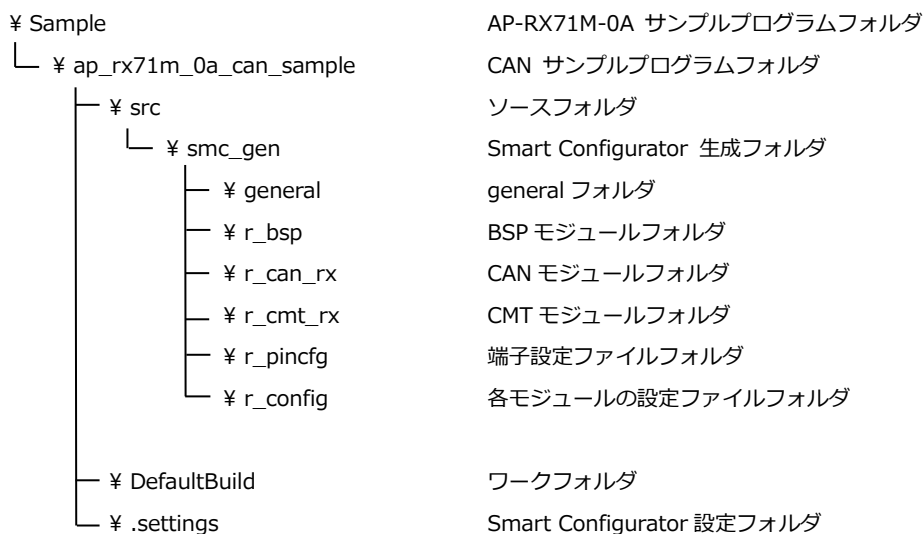 ¥ Sample AP-RX71M-0A サンプルプログラムフォルダ
¥ ap_rx71m_0a_can_sample CAN サンプルプログラムフォルダ
¥ src ソースフォルダ
¥ smc_gen Smart Configurator 生成フォルダ
¥ general general フォルダ
¥ r_bsp BSP モジュールフォルダ
¥ r_can_rx CAN モジュールフォルダ
¥ r_cmt_rx CMT モジュールフォルダ
¥ r_pincfg 端子設定ファイルフォルダ
¥ r_config 各モジュールの設定ファイルフォルダ
¥ DefaultBuild ワークフォルダ
¥ .settings Smart Configurator 設定フォルダ